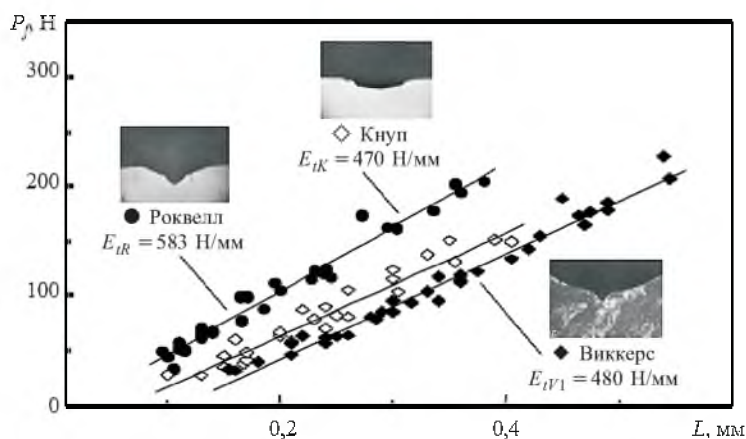 P_f, Н
300
200
100
0
0,2
0,4
L, мм
Кнуп
E_tK = 470 Н/мм
Роквелл
E_tR = 583 Н/мм
Виккерс
E_tV1 = 480 Н/мм